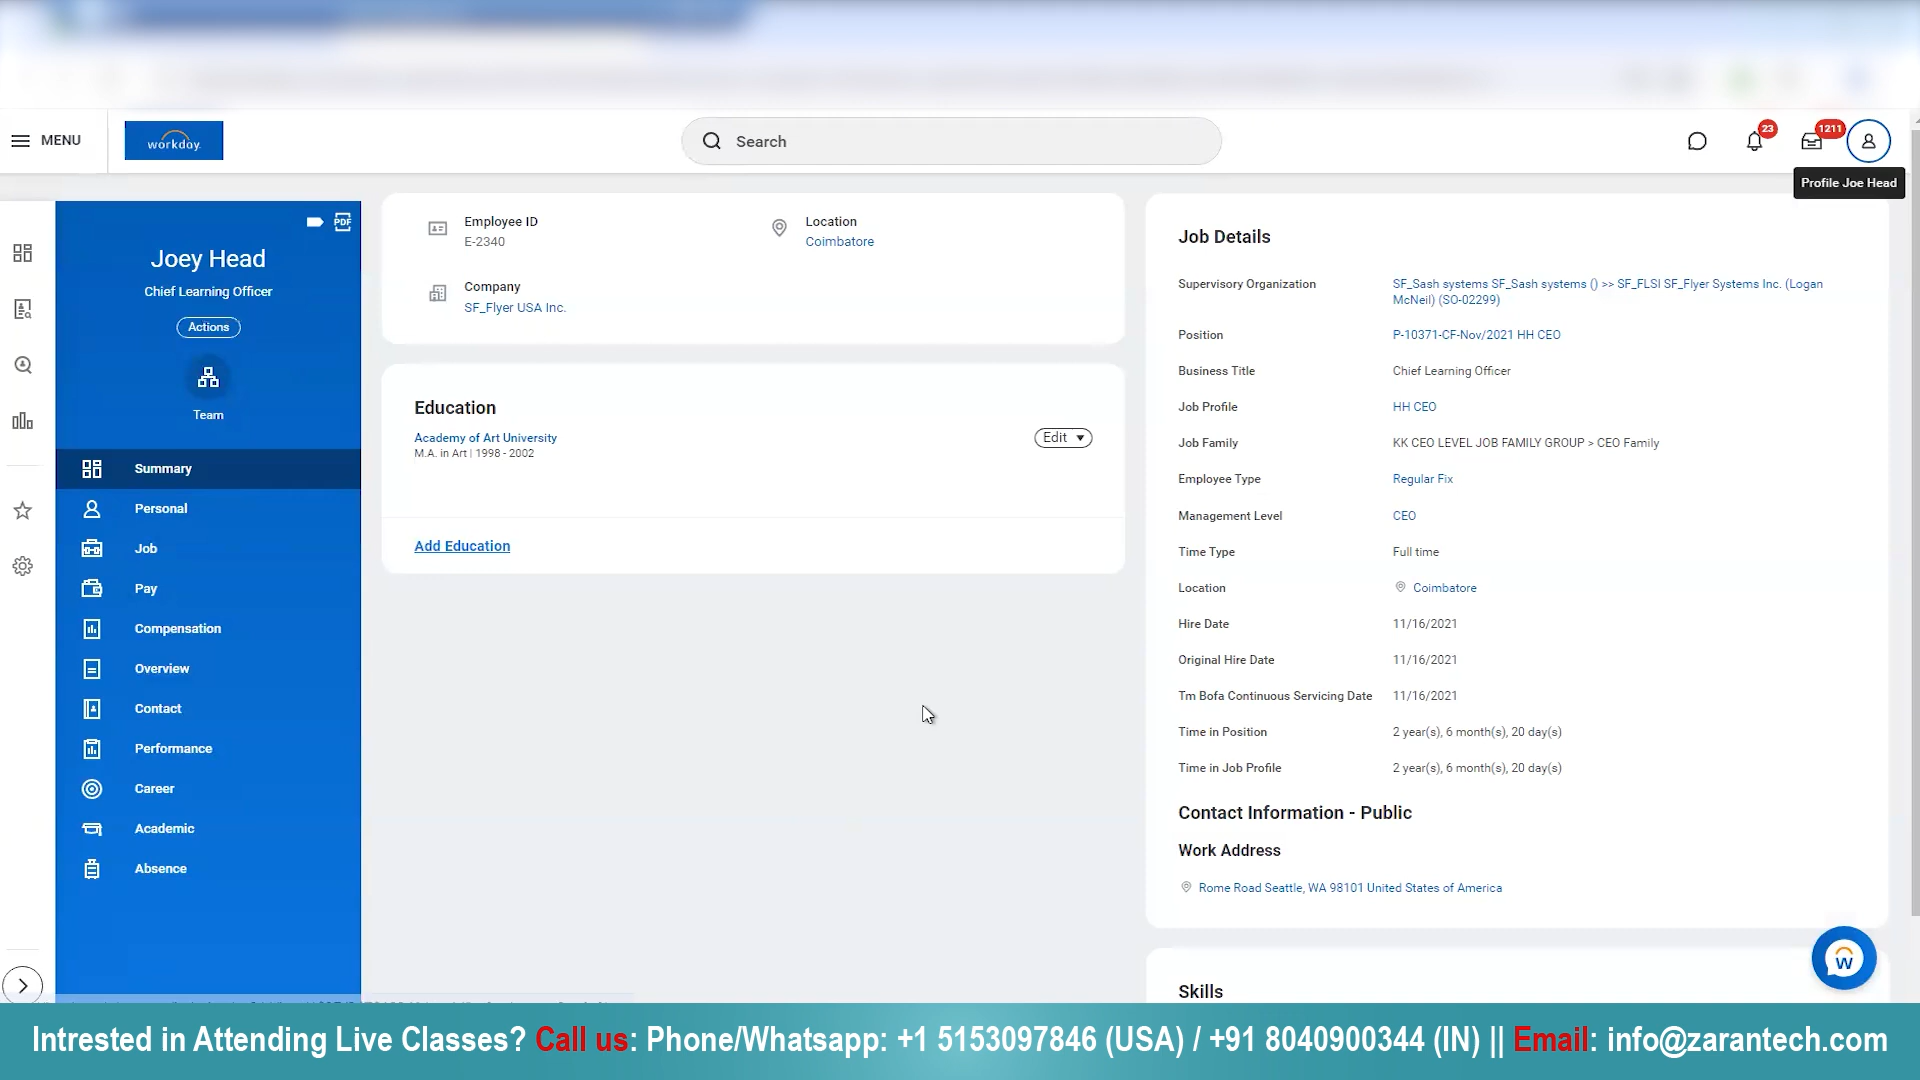 MENU
workday.
Search
23
1211
Profile Joe Head
PDF
Joey Head
Chief Learning Officer
Actions
Team
Summary
Personal
Job
Pay
Compensation
Overview
Contact
Performance
Career
Academic
Absence
Employee ID
E-2340
Location
Coimbatore
Company
SF_Flyer USA Inc.
Education
Academy of Art University
M.A. in Art | 1998 - 2002
Edit
Add Education
Job Details
Supervisory Organization
SF_Sash systems SF_Sash systems () >> SF_FLSI SF_Flyer Systems Inc. (Logan
McNeil) (SO-02299)
Position
P-10371-CF-Nov/2021 HH CEO
Business Title
Chief Learning Officer
Job Profile
HH CEO
Job Family
KK CEO LEVEL JOB FAMILY GROUP > CEO Family
Employee Type
Regular Fix
Management Level
CEO
Time Type
Full time
Location
Coimbatore
Hire Date
11/16/2021
Original Hire Date
11/16/2021
Tm Bofa Continuous Servicing Date
11/16/2021
Time in Position
2 year(s), 6 month(s), 20 day(s)
Time in Job Profile
2 year(s), 6 month(s), 20 day(s)
Contact Information - Public
Work Address
Rome Road Seattle, WA 98101 United States of America
Skills
W
Intrested in Attending Live Classes? Call us: Phone/Whatsapp: +1 5153097846 (USA) / +91 8040900344 (IN) || Email: info@zarantech.com